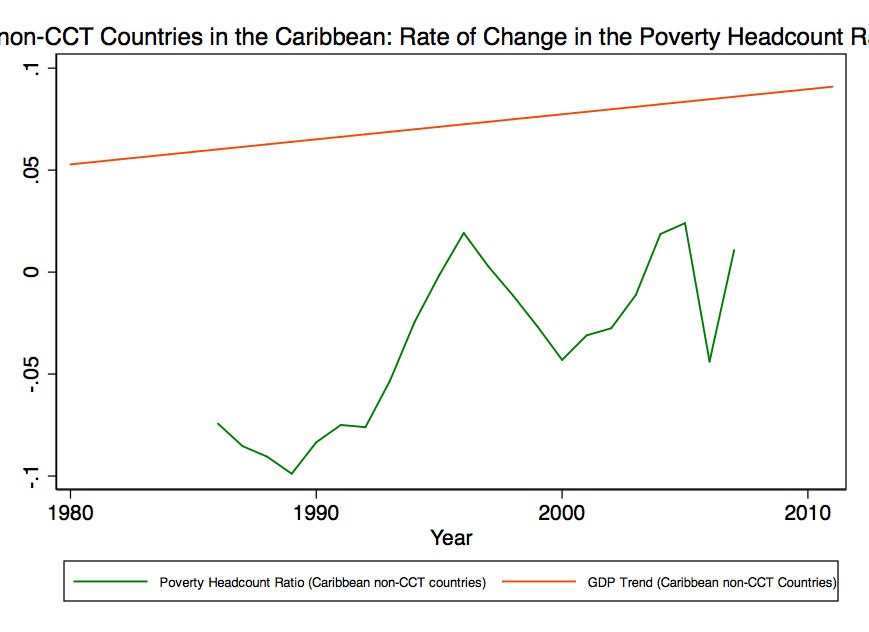 non-CCT Countries in the Caribbean: Rate of Change in the Poverty Headcount
.1
.05
0
-.05
-.1
1980 1990 2000 2010
Year
Poverty Headcount Ratio (Caribbean non-CCT countries) GDP Trend (Caribbean non-CCT Countries)